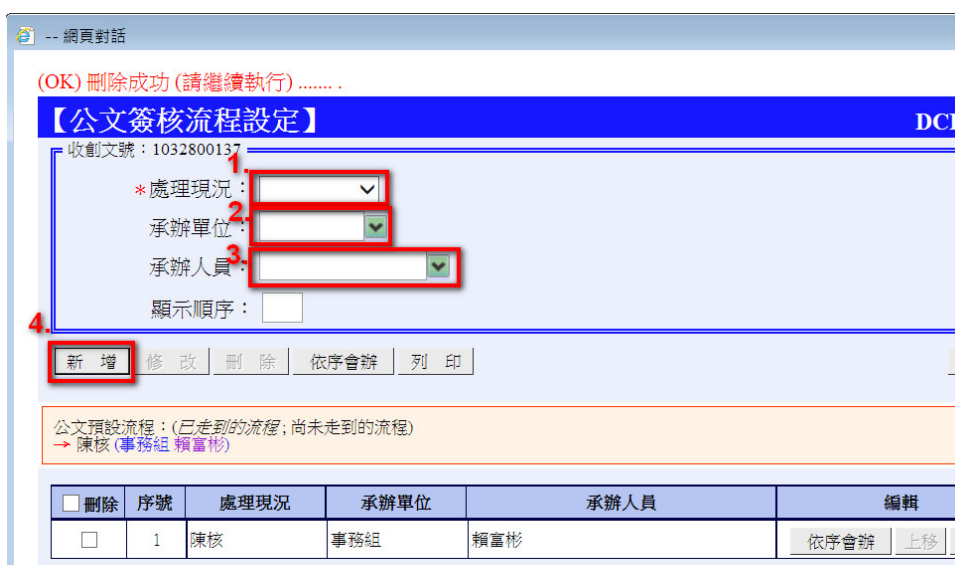 -- 網頁對話
(OK) 刪除成功 (請繼續執行) ....... .
【公文簽核流程設定】
收創文號：1032800137
1.
*處理現況：
2.
承辦單位：
3.
承辦人員：
顯示順序：
4.
新 增 修 改 刪 除 依序會辦 列 印
公文預設流程：(已走到的流程 ; 尚未走到的流程)
→ 陳核 (事務組 賴富彬)
刪除 序號 處理現況 承辦單位 承辦人員 編輯
1 陳核 事務組 賴富彬 依序會辦 上移